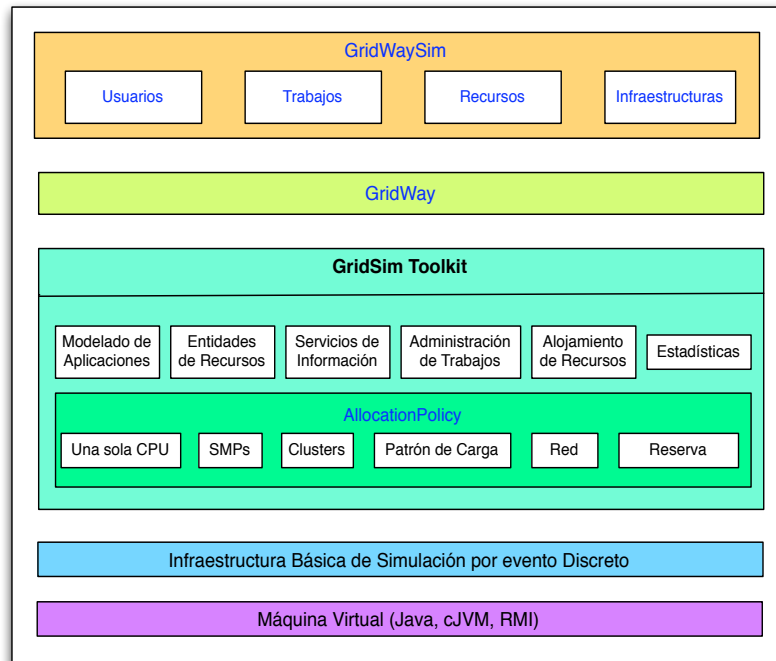 GridWaySim
Usuarios
Trabajos
Recursos
Infraestructuras
GridWay
GridSim Toolkit
Modelado de
Aplicaciones
Entidades
de Recursos
Servicios de
Información
Administración
de Trabajos
Alojamiento
de Recursos
Estadísticas
AllocationPolicy
Una sola CPU
SMPs
Clusters
Patrón de Carga
Red
Reserva
Infraestructura Básica de Simulación por evento Discreto
Máquina Virtual (Java, cJVM, RMI)